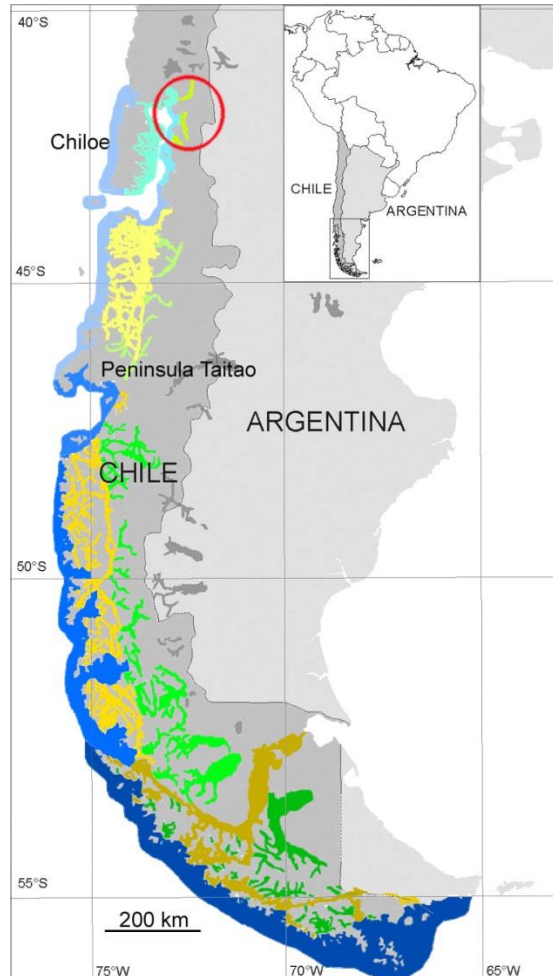 40°S
Chiloe
CHILE
ARGENTINA
45°S
Peninsula Taitao
ARGENTINA
CHILE
50°S
55°S
200 km
75°W
70°W
65°W